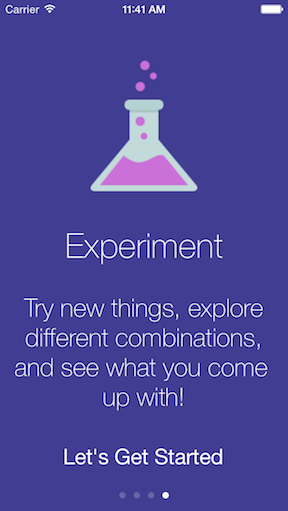 Carrier 11:41 AM
Experiment
Try new things, explore
different combinations,
and see what you come
up with!
Let's Get Started